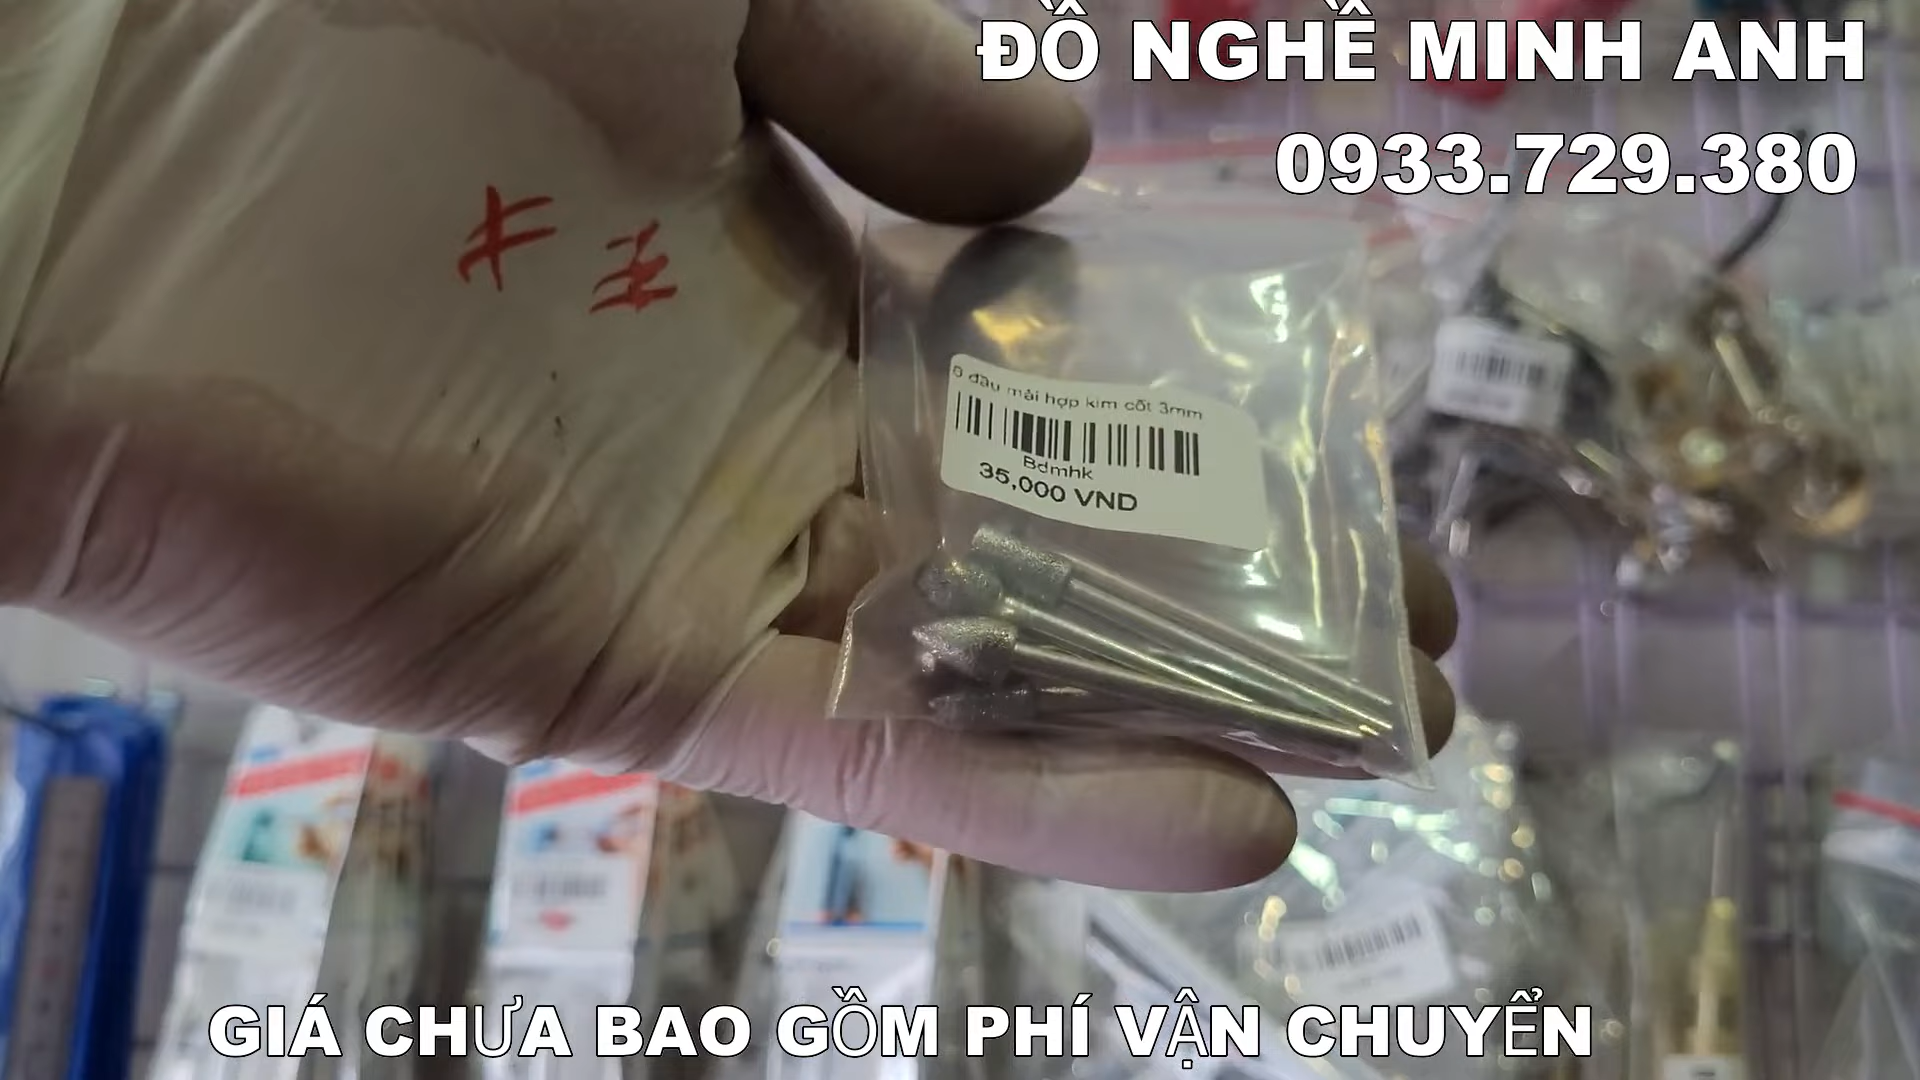 ĐỒ NGHỀ MINH ANH
0933.729.380
đầu mài hợp kim cốt 3mm
Bdmhk
35,000 VND
GIÁ CHƯA BAO GỒM PHÍ VẬN CHUYỂN